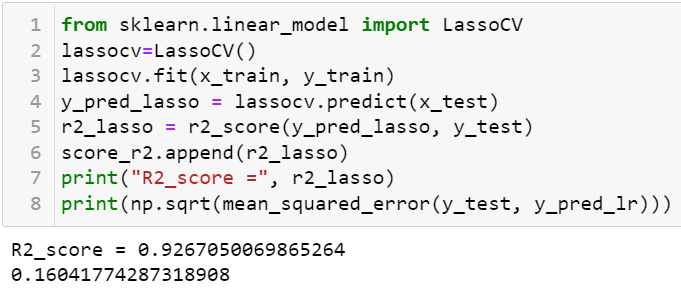 1 from sklearn.linear_model import LassoCV
2 lassocv=LassoCV()
3 lassocv.fit(x_train, y_train)
4 y_pred_lasso = lassocv.predict(x_test)
5 r2_lasso = r2_score(y_pred_lasso, y_test)
6 score_r2.append(r2_lasso)
7 print("R2_score =", r2_lasso)
8 print(np.sqrt(mean_squared_error(y_test, y_pred_lr)))
R2_score = 0.9267050069865264
0.16041774287318908